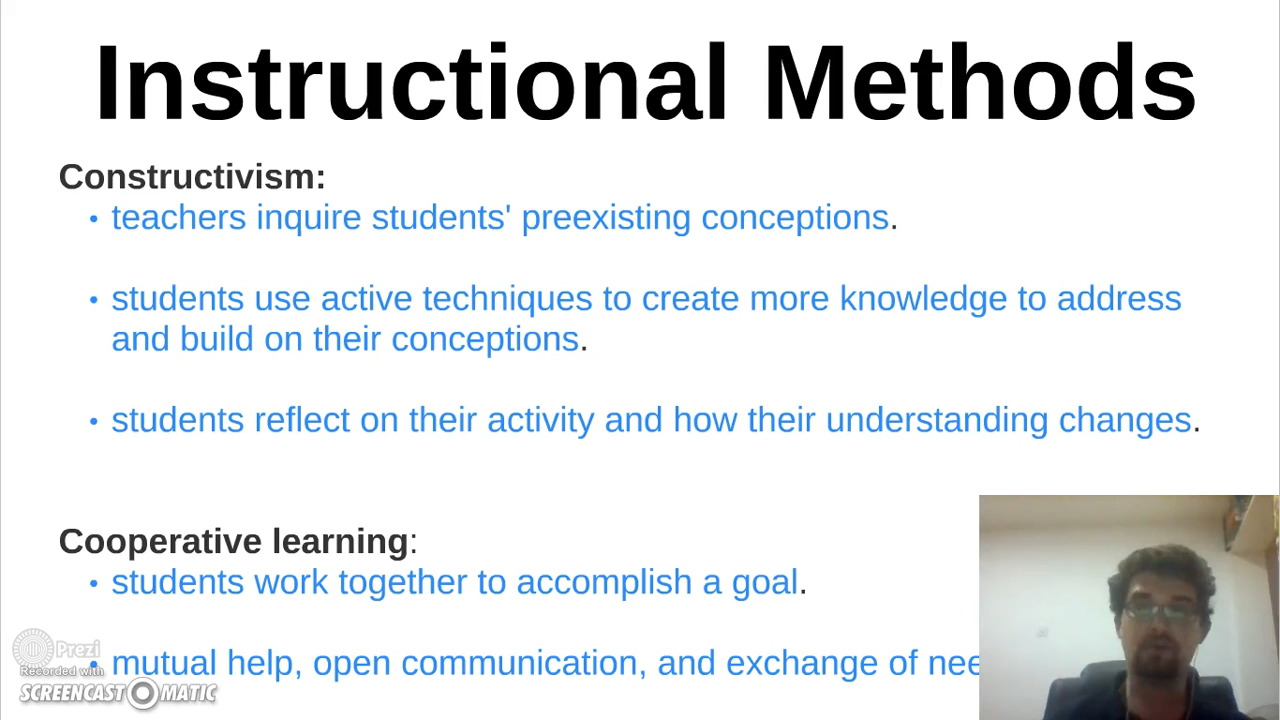 Instructional Methods
Constructivism:
• teachers inquire students' preexisting conceptions.
• students use active techniques to create more knowledge to address
and build on their conceptions.
• students reflect on their activity and how their understanding changes.
Cooperative learning:
• students work together to accomplish a goal.
• mutual help, open communication, and exchange of
Prezi
Recorded with
SCREENCAST O MATIC